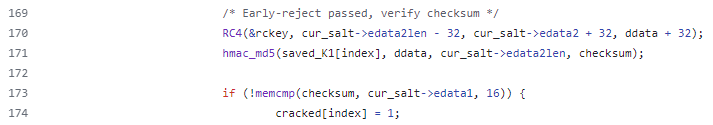 169 /* Early-reject passed, verify checksum */
170 RC4(&rckey, cur_salt->edata2len - 32, cur_salt->edata2 + 32, ddata + 32);
171 hmac_md5(saved_K1[index], ddata, cur_salt->edata2len, checksum);
172
173 if (!memcmp(checksum, cur_salt->edata1, 16)) {
174 cracked[index] = 1;